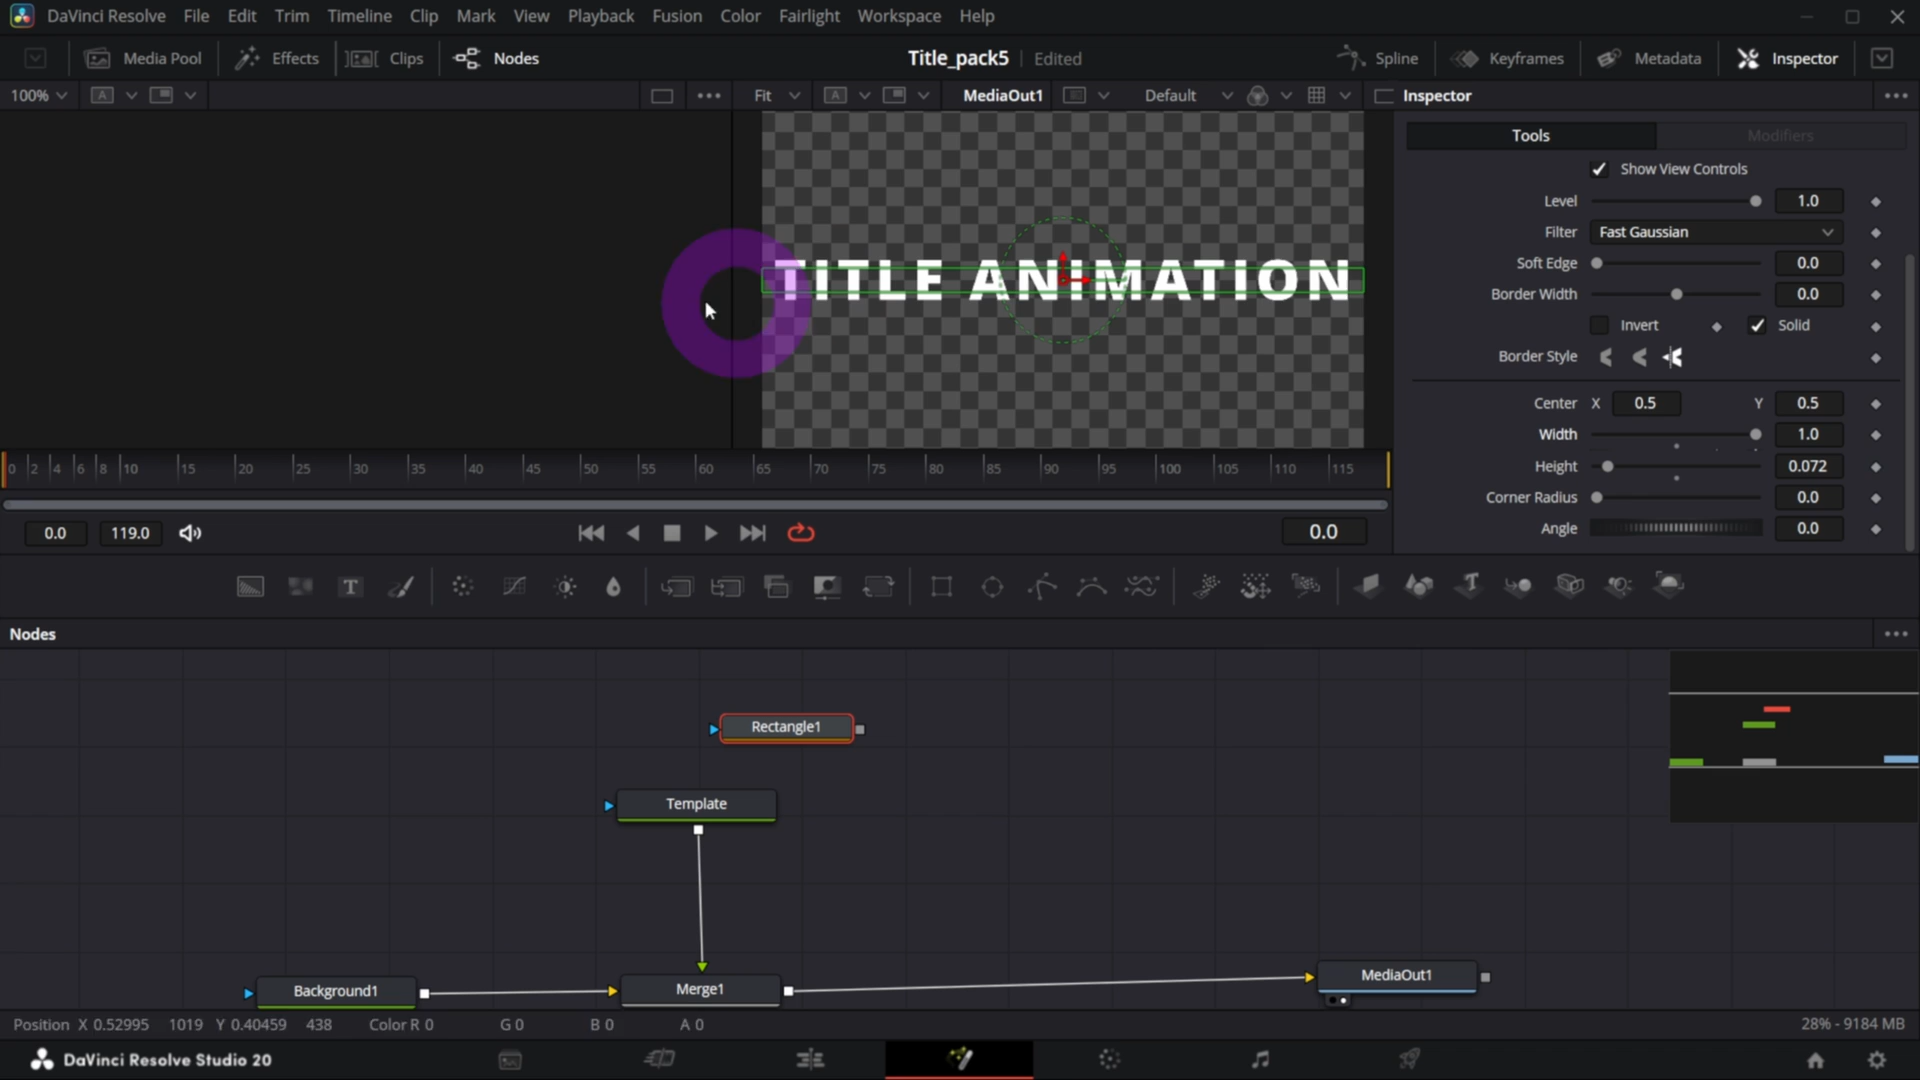 DaVinci Resolve File Edit Trim Timeline Clip Mark View Playback Fusion Color Fairlight Workspace Help
Media Pool Effects Clips Nodes Title_pack5 Edited Spline Keyframes Metadata Inspector
100% A Fit A MediaOut1 Default Inspector
Tools Modifiers
Show View Controls
Level 1.0
Filter Fast Gaussian
Soft Edge 0.0
Border Width 0.0
Invert Solid
Border Style
Center X 0.5 Y 0.5
Width 1.0
Height 0.072
Corner Radius 0.0
Angle 0.0
TITLE ANIMATION
0 2 4 6 8 10 15 20 25 30 35 40 45 50 55 60 65 70 75 80 85 90 95 100 105 110 115
0.0 119.0 0.0
T T
Nodes
Rectangle1
Template
Background1 Merge1 MediaOut1
Position X 0.52995 1019 Y 0.40459 438 Color R 0 G 0 B 0 A 0 28% - 9184 MB
DaVinci Resolve Studio 20